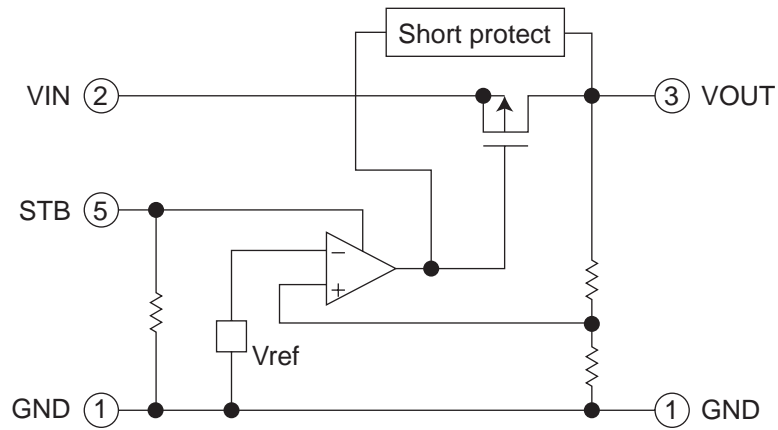 Short protect
VIN 2
3 VOUT
STB 5
−
+
Vref
GND 1
1 GND